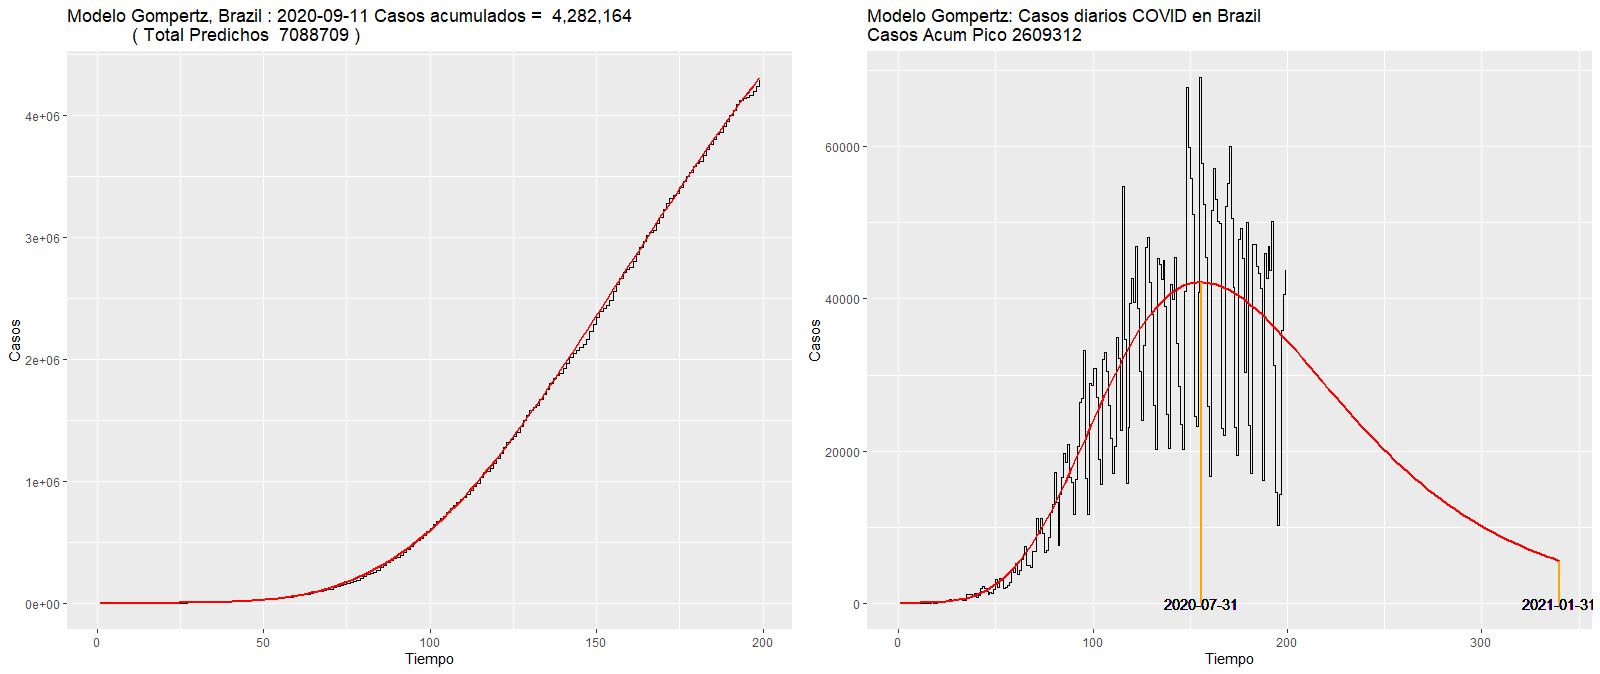 Modelo Gompertz, Brazil : 2020-09-11 Casos acumulados =  4,282,164
( Total Predichos  7088709 )
4e+06
3e+06
2e+06
1e+06
0e+00
Casos
0
50
100
150
200
Tiempo
Modelo Gompertz: Casos diarios COVID en Brazil
Casos Acum Pico 2609312
60000
40000
20000
0
Casos
2020-07-31
2021-01-31
0
100
200
300
Tiempo